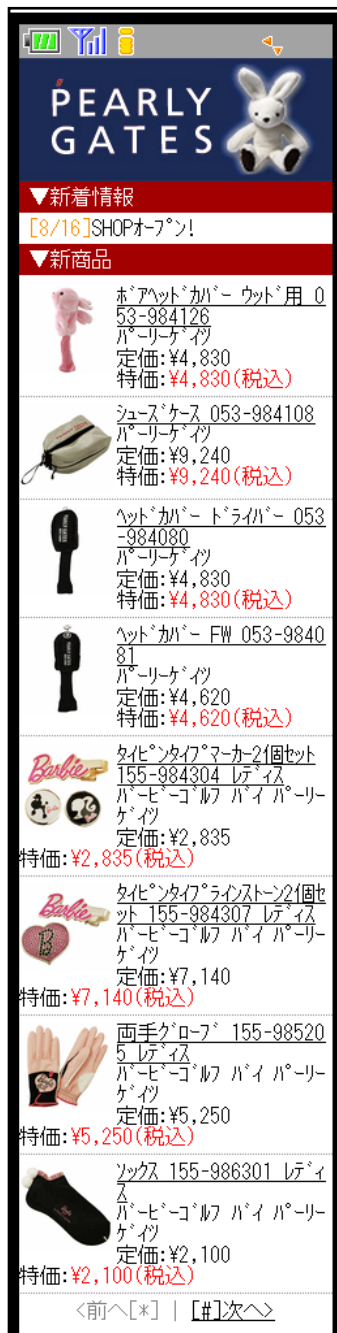 PEARLY
GATES
▼新着情報
[8/16]SHOPｵｰﾌﾟﾝ!
▼新商品
ﾎﾞｱﾍｯﾄﾞｶﾊﾞｰ ｳｯﾄﾞ用 0
53-984126
ﾊﾟｰﾘｰｹﾞｲﾂ
定価:¥4,830
特価:¥4,830(税込)
ｼｭｰｽﾞｹｰｽ 053-984108
ﾊﾟｰﾘｰｹﾞｲﾂ
定価:¥9,240
特価:¥9,240(税込)
ﾍｯﾄﾞｶﾊﾞｰ ﾄﾞﾗｲﾊﾞｰ 053
-984080
ﾊﾟｰﾘｰｹﾞｲﾂ
定価:¥4,830
特価:¥4,830(税込)
ﾍｯﾄﾞｶﾊﾞｰ FW 053-9840
81
ﾊﾟｰﾘｰｹﾞｲﾂ
定価:¥4,620
特価:¥4,620(税込)
Barbie
ﾀｲﾋﾟﾝﾀｲﾌﾟﾏｰｶｰ2個ｾｯﾄ
155-984304 ﾚﾃﾞｨｽ
ﾊﾞｰﾋﾞｰｺﾞﾙﾌ ﾊﾞｲ ﾊﾟｰﾘｰ
ｹﾞｲﾂ
定価:¥2,835
特価:¥2,835(税込)
Barbie
B
ﾀｲﾋﾟﾝﾀｲﾌﾟﾗｲﾝｽﾄｰﾝ2個ｾ
ｯﾄ 155-984307 ﾚﾃﾞｨｽ
ﾊﾞｰﾋﾞｰｺﾞﾙﾌ ﾊﾞｲ ﾊﾟｰﾘｰ
ｹﾞｲﾂ
定価:¥7,140
特価:¥7,140(税込)
両手ｸﾞﾛｰﾌﾞ 155-98520
5 ﾚﾃﾞｨｽ
ﾊﾞｰﾋﾞｰｺﾞﾙﾌ ﾊﾞｲ ﾊﾟｰﾘｰ
ｹﾞｲﾂ
定価:¥5,250
特価:¥5,250(税込)
ｿｯｸｽ 155-986301 ﾚﾃﾞｨ
ｽ
ﾊﾞｰﾋﾞｰｺﾞﾙﾌ ﾊﾞｲ ﾊﾟｰﾘｰ
ｹﾞｲﾂ
定価:¥2,100
特価:¥2,100(税込)
<前へ[*] | [#]次へ>